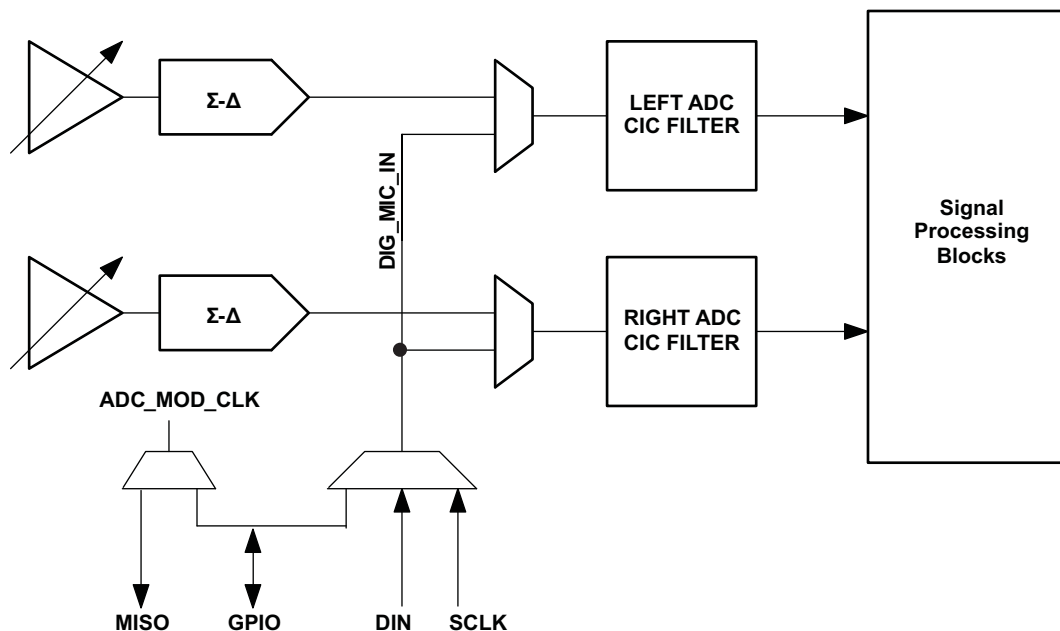 Σ-Δ
LEFT ADC
CIC FILTER
Signal
Processing
Blocks
DIG_MIC_IN
Σ-Δ
RIGHT ADC
CIC FILTER
ADC_MOD_CLK
MISO GPIO DIN SCLK